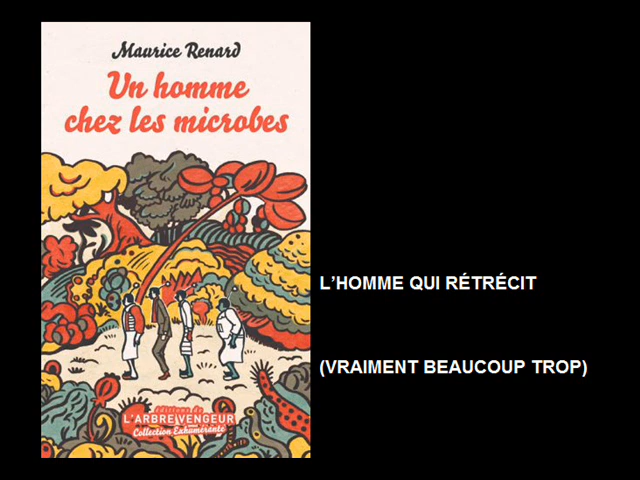 Maurice Renard
Un homme
chez les microbes
éditions de
L'ARBRE VENGEUR
Collection Exhumérante
L'HOMME QUI RÉTRÉCIT
(VRAIMENT BEAUCOUP TROP)